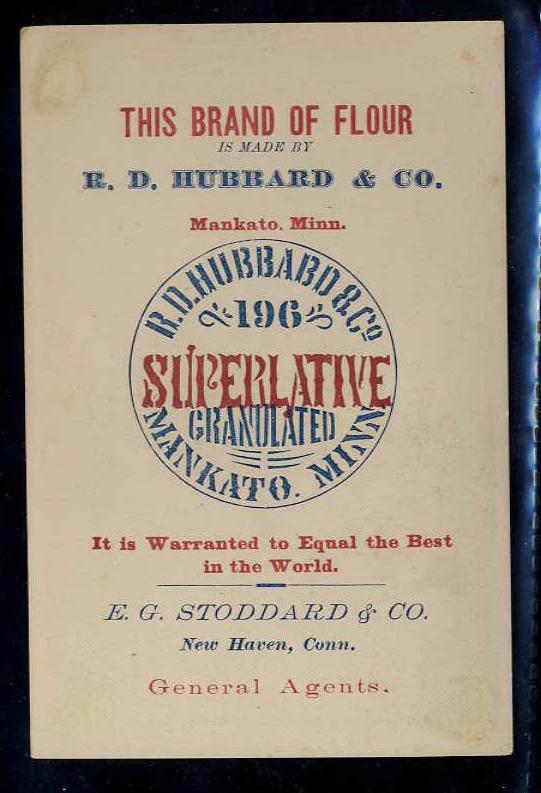 THIS BRAND OF FLOUR
IS MADE BY
R. D. HUBBARD & CO.
Mankato, Minn.
R.D. HUBBARD & Co
196
SUPERLATIVE
GRANULATED
MANKATO. MINN
It is Warranted to Equal the Best
in the World.
E. G. STODDARD & CO.
New Haven, Conn.
General Agents.